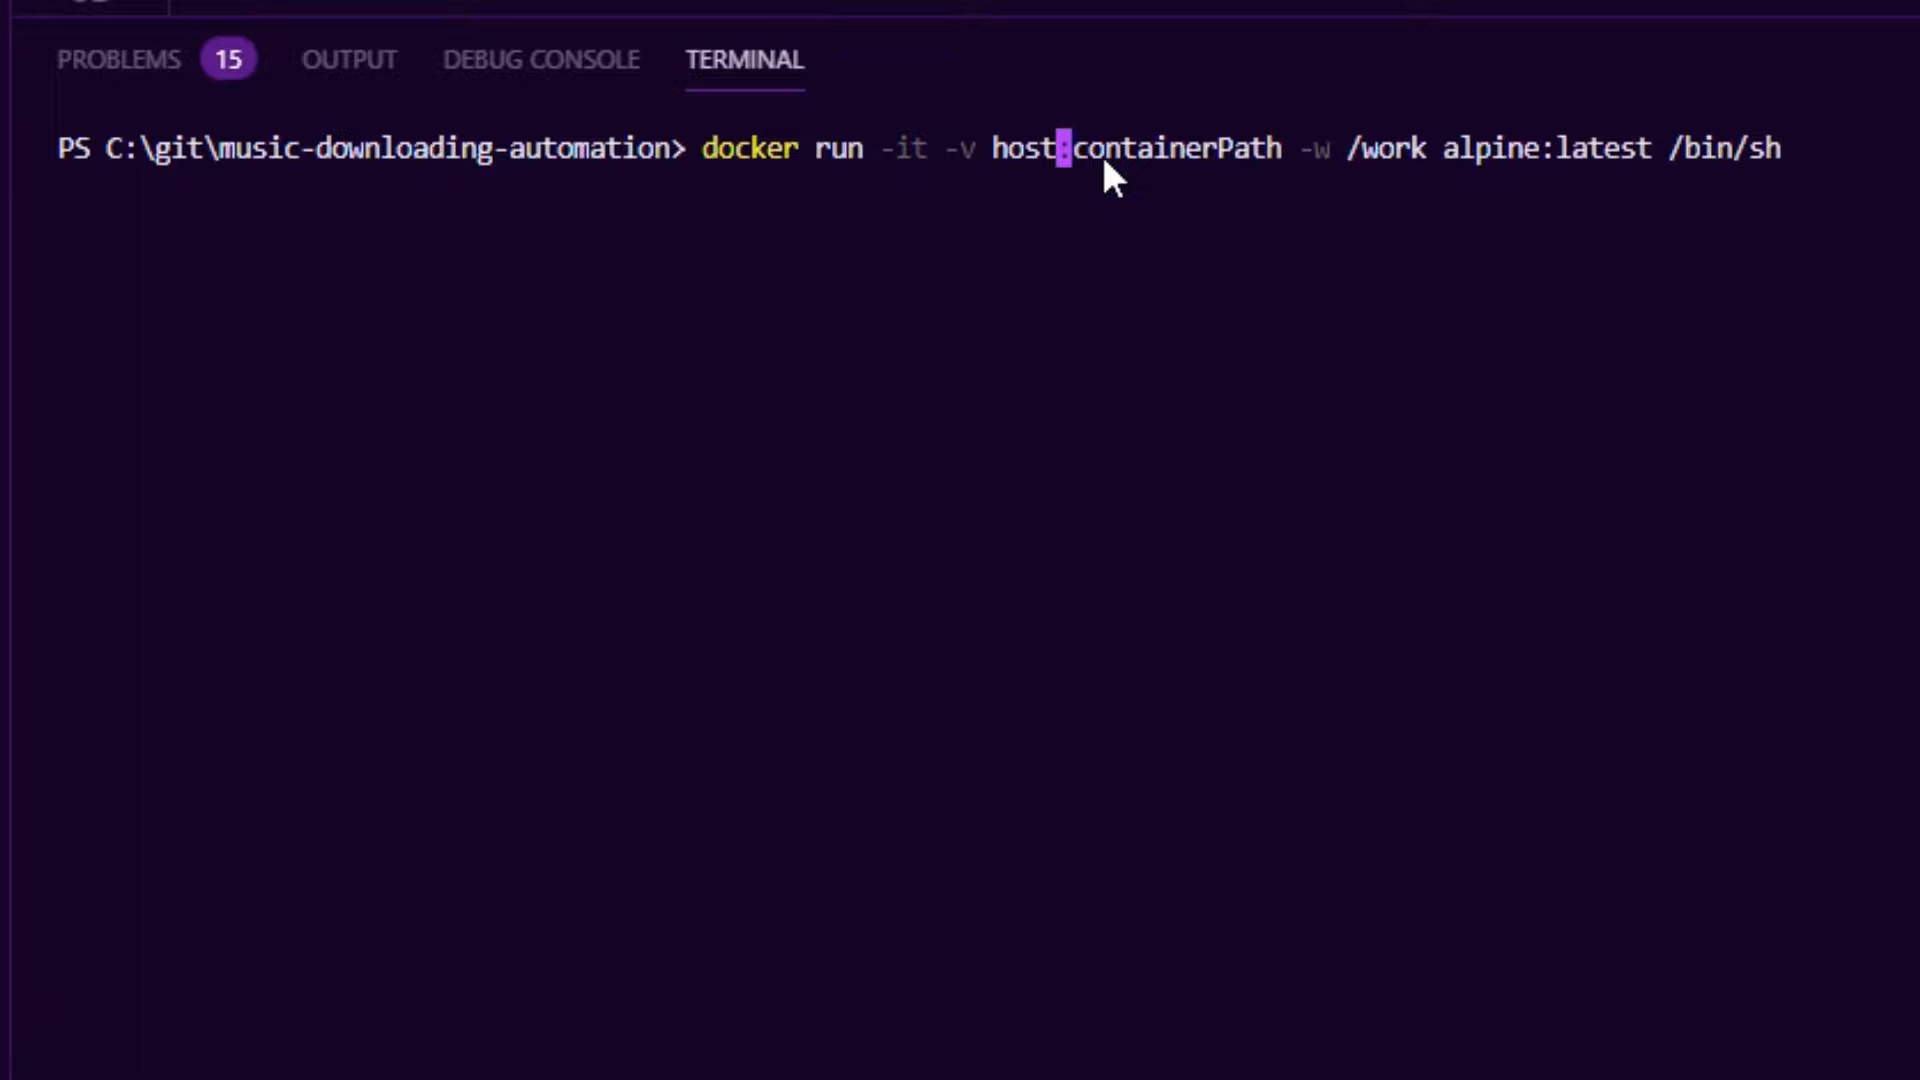 PROBLEMS 15 OUTPUT DEBUG CONSOLE TERMINAL
PS C:\git\music-downloading-automation> docker run -it -v host:containerPath -w /work alpine:latest /bin/sh